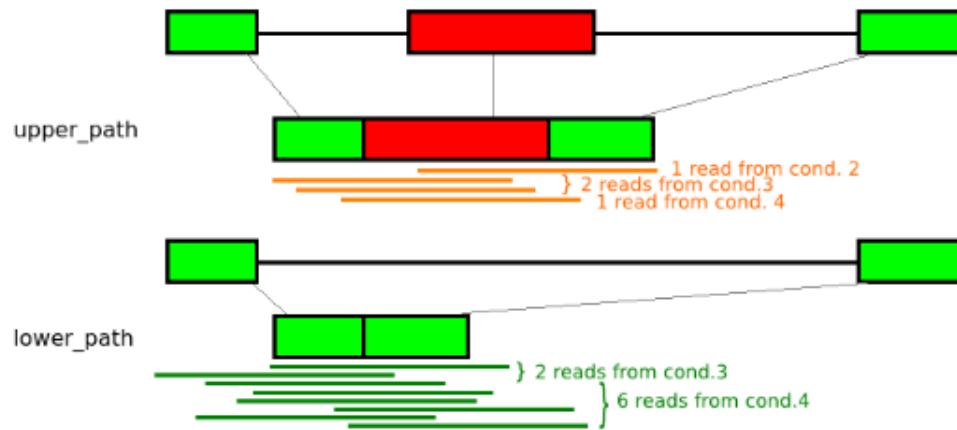 upper_path
1 read from cond. 2
} 2 reads from cond.3
1 read from cond. 4
lower_path
} 2 reads from cond.3
} 6 reads from cond.4